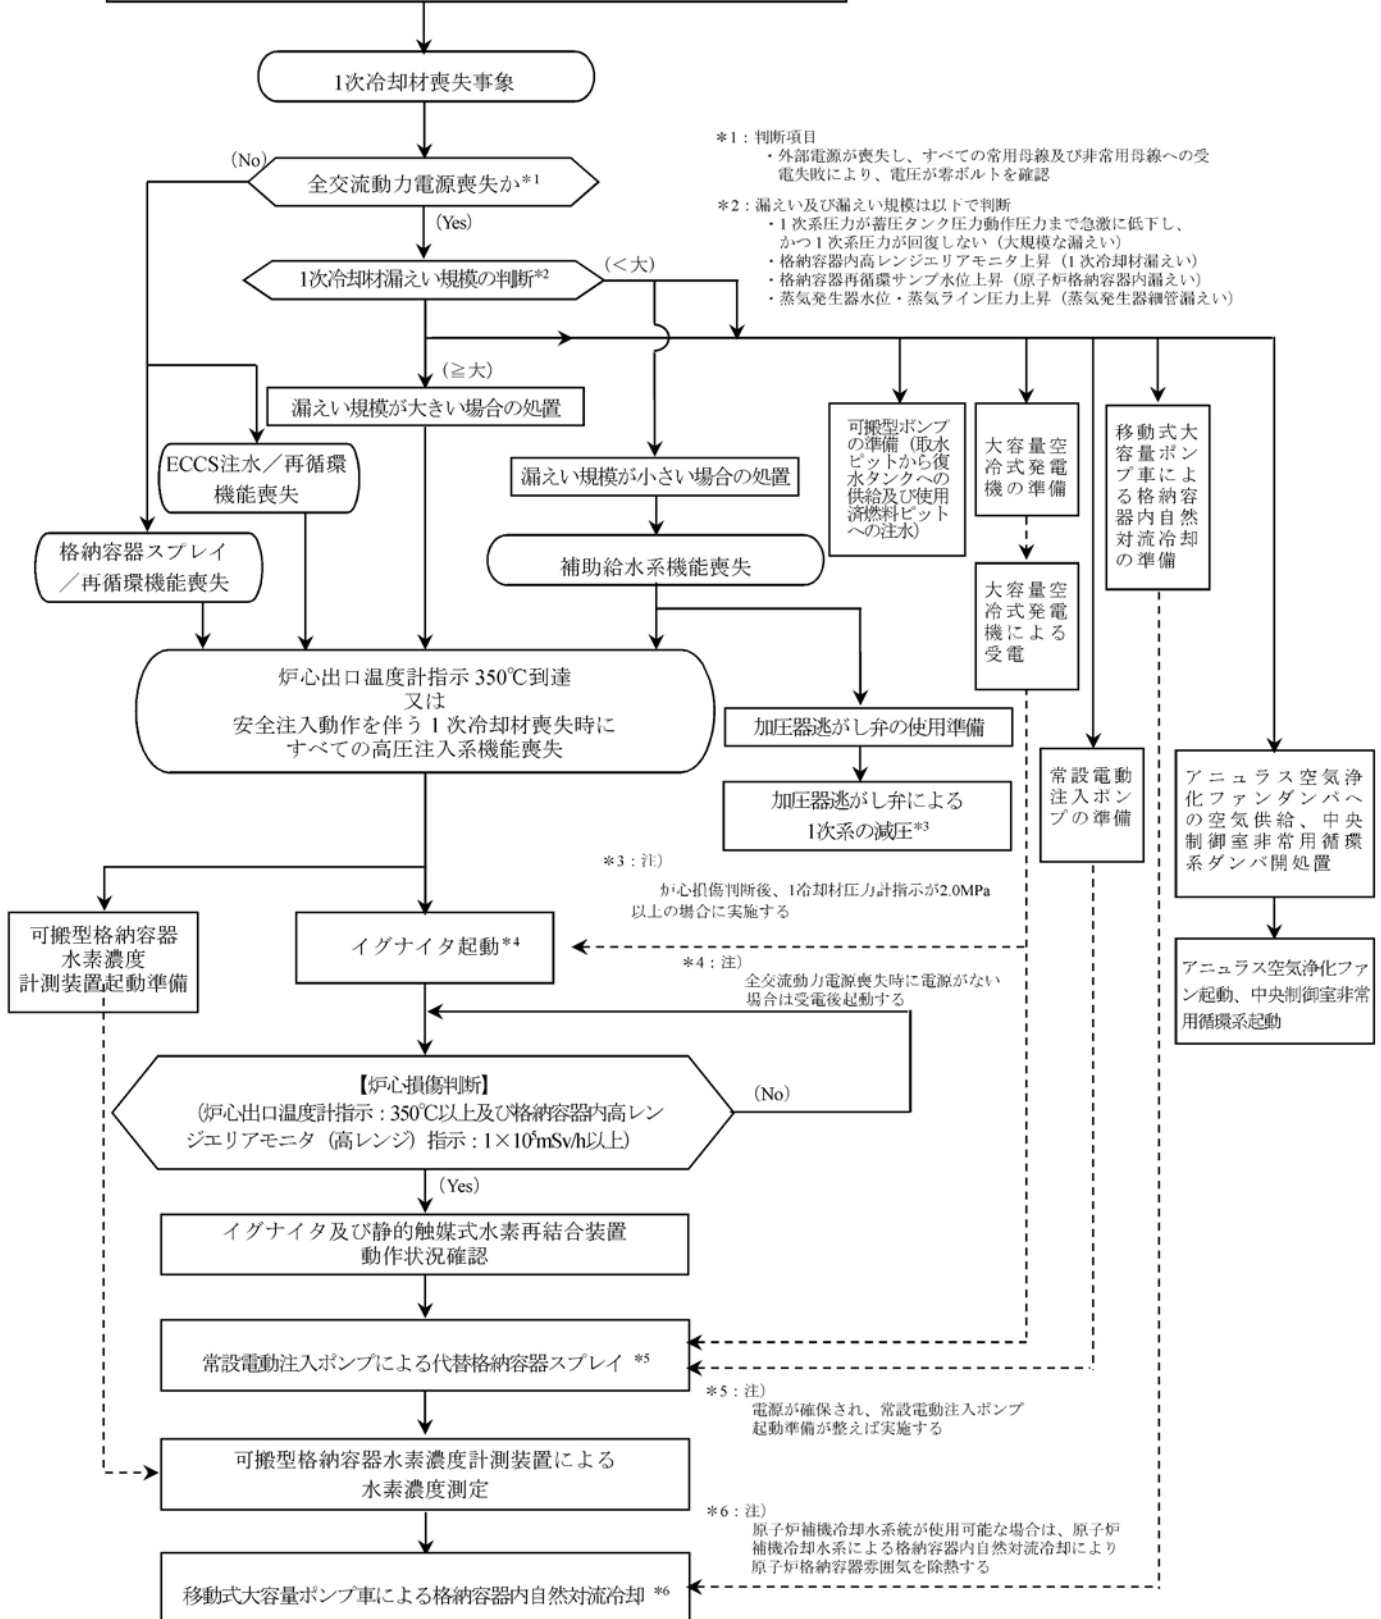 1次冷却材喪失事象
＊1：判断項目
・外部電源が喪失し、すべての常用母線及び非常用母線への受
電失敗により、電圧が零ボルトを確認
(No)
全交流動力電源喪失か*1
(Yes)
＊2：漏えい及び漏えい規模は以下で判断
・1次系圧力が蓄圧タンク圧力動作圧力まで急激に低下し、
かつ1次系圧力が回復しない（大規模な漏えい）
・格納容器内高レンジエリアモニタ上昇（1次冷却材漏えい）
・格納容器再循環サンプ水位上昇（原子炉格納容器内漏えい）
・蒸気発生器水位・蒸気ライン圧力上昇（蒸気発生器細管漏えい）
1次冷却材漏えい規模の判断*2
（＜大）
（≧大）
漏えい規模が大きい場合の処置
ECCS注水／再循環
機能喪失
格納容器スプレイ
／再循環機能喪失
漏えい規模が小さい場合の処置
補助給水系機能喪失
可搬型ポンプ
の準備（取水
ピットから復
水タンクへの
供給及び使用
済燃料ピット
への注水）
大容量空
冷式発電
機の準備
大容量空
冷式発電
機による
受電
移動式大
容量ポン
プ車によ
る格納容
器内自然
対流冷却
の準備
炉心出口温度計指示 350℃到達
又は
安全注入動作を伴う1次冷却材喪失時に
すべての高圧注入系機能喪失
加圧器逃がし弁の使用準備
加圧器逃がし弁による
1次系の減圧*3
常設電動
注入ポン
プの準備
アニュラス空気浄
化ファンダンパへ
の空気供給、中央
制御室非常用循環
系ダンパ開処置
＊3：注）
炉心損傷判断後、1冷却材圧力計指示が2.0MPa
以上の場合に実施する
可搬型格納容器
水素濃度
計測装置起動準備
イグナイタ起動*4
＊4：注）
全交流動力電源喪失時に電源がない
場合は受電後起動する
アニュラス空気浄化ファ
ン起動、中央制御室非常
用循環系起動
【炉心損傷判断】
（炉心出口温度計指示：350℃以上及び格納容器内高レン
ジエリアモニタ（高レンジ）指示：1×10⁵mSv/h以上）
(No)
(Yes)
イグナイタ及び静的触媒式水素再結合装置
動作状況確認
常設電動注入ポンプによる代替格納容器スプレイ *5
＊5：注）
電源が確保され、常設電動注入ポンプ
起動準備が整えば実施する
可搬型格納容器水素濃度計測装置による
水素濃度測定
＊6：注）
原子炉補機冷却水系統が使用可能な場合は、原子炉
補機冷却水系による格納容器内自然対流冷却により
原子炉格納容器雰囲気を除熱する
移動式大容量ポンプ車による格納容器内自然対流冷却 *6